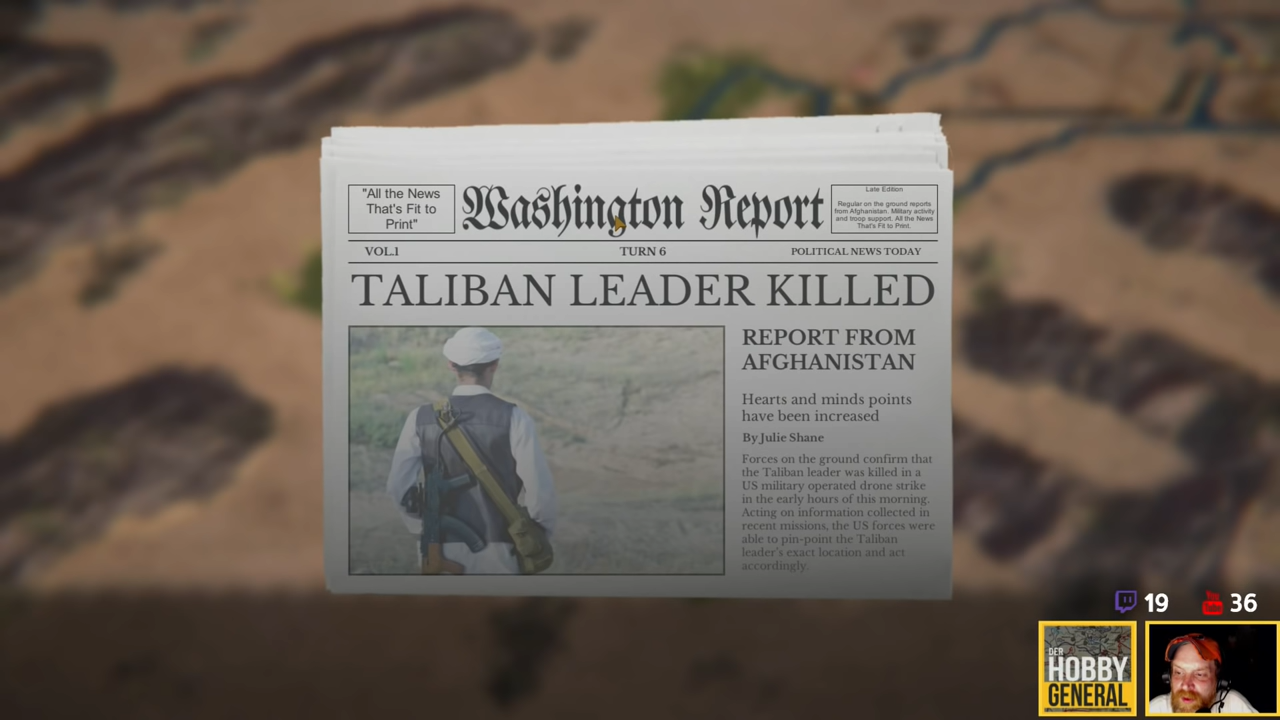 "All the News
That's Fit to
Print"
Washington Report
Late Edition
Regular on the ground reports
from Afghanistan. Military activity
and troop support. All the News
That's Fit to Print.
VOL.1
TURN 6
POLITICAL NEWS TODAY
TALIBAN LEADER KILLED
REPORT FROM
AFGHANISTAN
Hearts and minds points
have been increased
By Julie Shane
Forces on the ground confirm that
the Taliban leader was killed in a
US military operated drone strike
in the early hours of this morning.
Acting on information collected in
recent missions, the US forces were
able to pin-point the Taliban
leader's exact location and act
accordingly.
19
36
DER
HOBBY
GENERAL